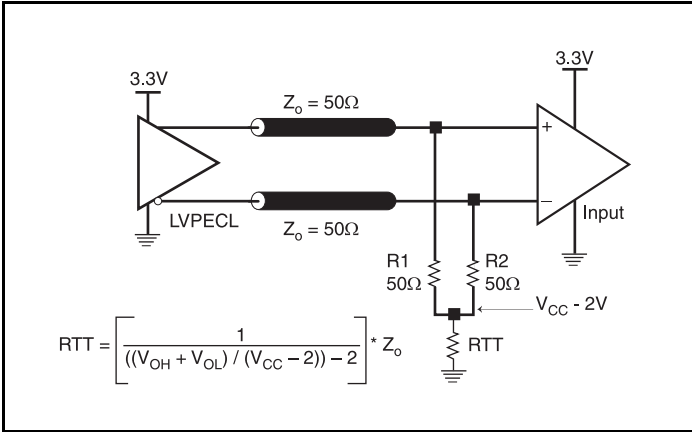 3.3V
3.3V
Zo = 50Ω
+
LVPECL
Zo = 50Ω
−
Input
R1
50Ω
R2
50Ω
VCC - 2V
RTT
RTT = [ 1 / ((VOH + VOL) / (VCC − 2)) − 2 ] * Zo